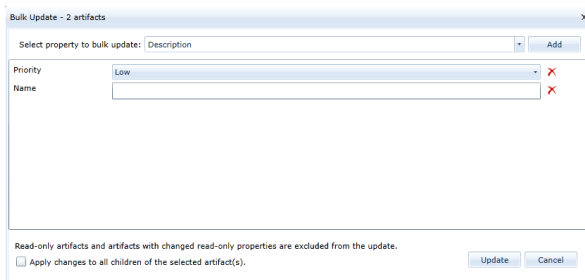 Bulk Update - 2 artifacts
Select property to bulk update: Description Add
Priority Low
Name
Read-only artifacts and artifacts with changed read-only properties are excluded from the update.
Apply changes to all children of the selected artifact(s).
Update Cancel